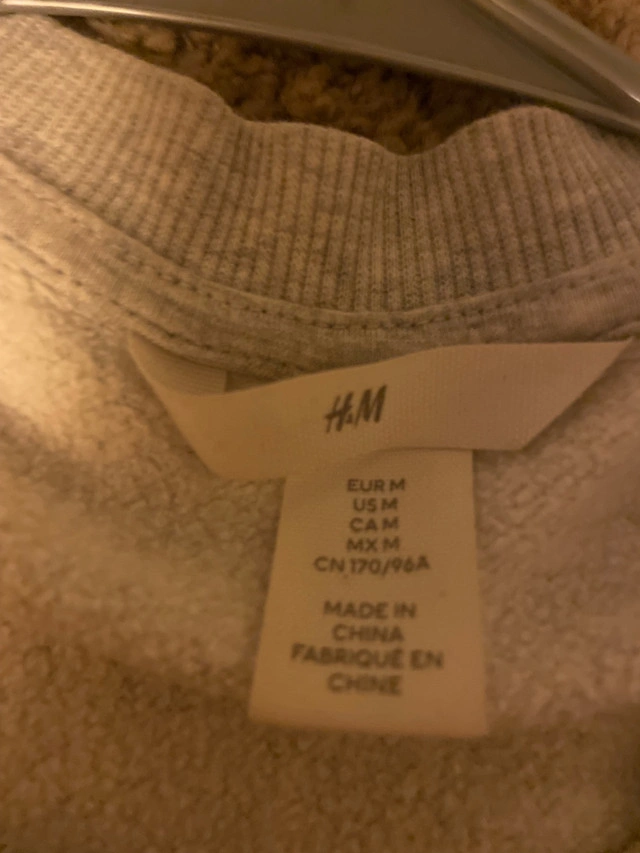 H&M
EUR M
US M
CA M
MX M
CN 170/96A
MADE IN
CHINA
FABRIQUÉ EN
CHINE